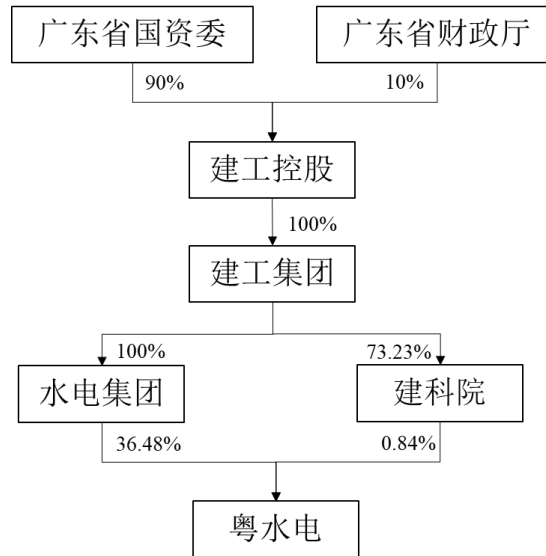 广东省国资委
广东省财政厅
90%
10%
建工控股
100%
建工集团
100%
73.23%
水电集团
建科院
36.48%
0.84%
粤水电